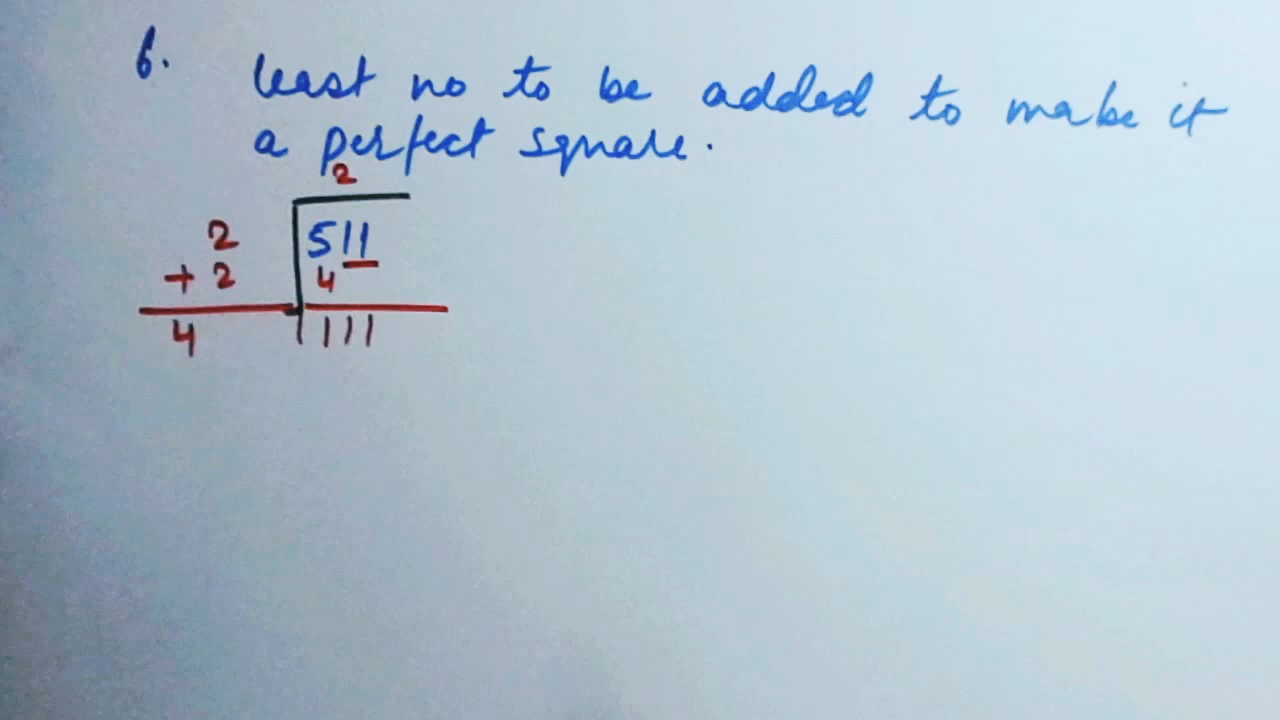 6. least no to be added to make it
a perfect square.
2
2 511
+ 2 4
4 111